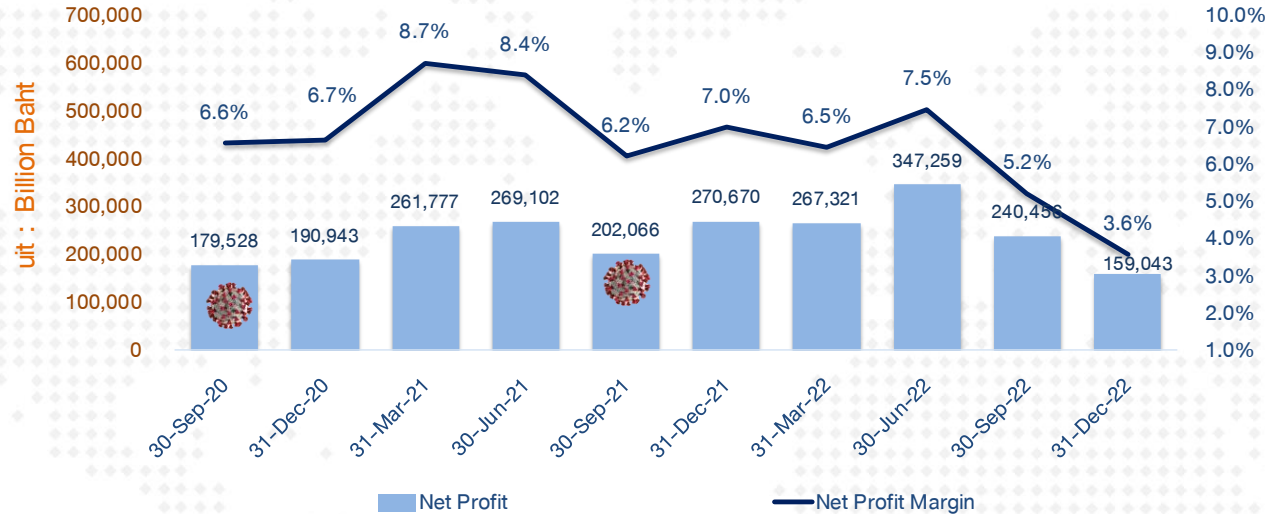 uit : Billion Baht
700,000
600,000
500,000
400,000
300,000
200,000
100,000
0
10.0%
9.0%
8.0%
7.0%
6.0%
5.0%
4.0%
3.0%
2.0%
1.0%
6.6%
6.7%
8.7%
8.4%
6.2%
7.0%
6.5%
7.5%
5.2%
3.6%
179,528
190,943
261,777
269,102
202,066
270,670
267,321
347,259
240,456
159,043
30-Sep-20
31-Dec-20
31-Mar-21
30-Jun-21
30-Sep-21
31-Dec-21
31-Mar-22
30-Jun-22
30-Sep-22
31-Dec-22
Net Profit
Net Profit Margin